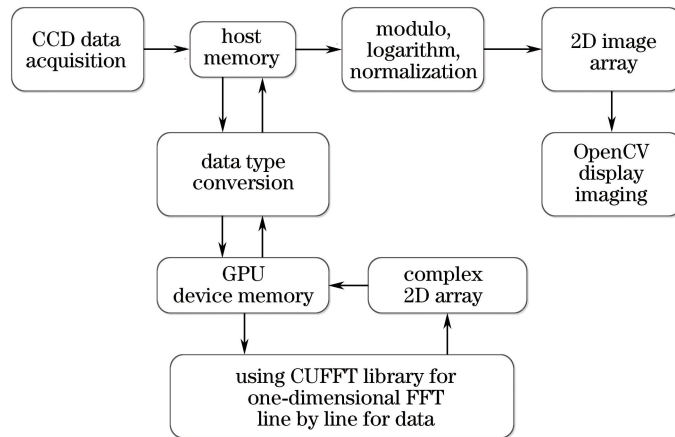 CCD data
acquisition
host
memory
modulo,
logarithm,
normalization
2D image
array
data type
conversion
OpenCV
display
imaging
GPU
device memory
complex
2D array
using CUFFT library for
one-dimensional FFT
line by line for data